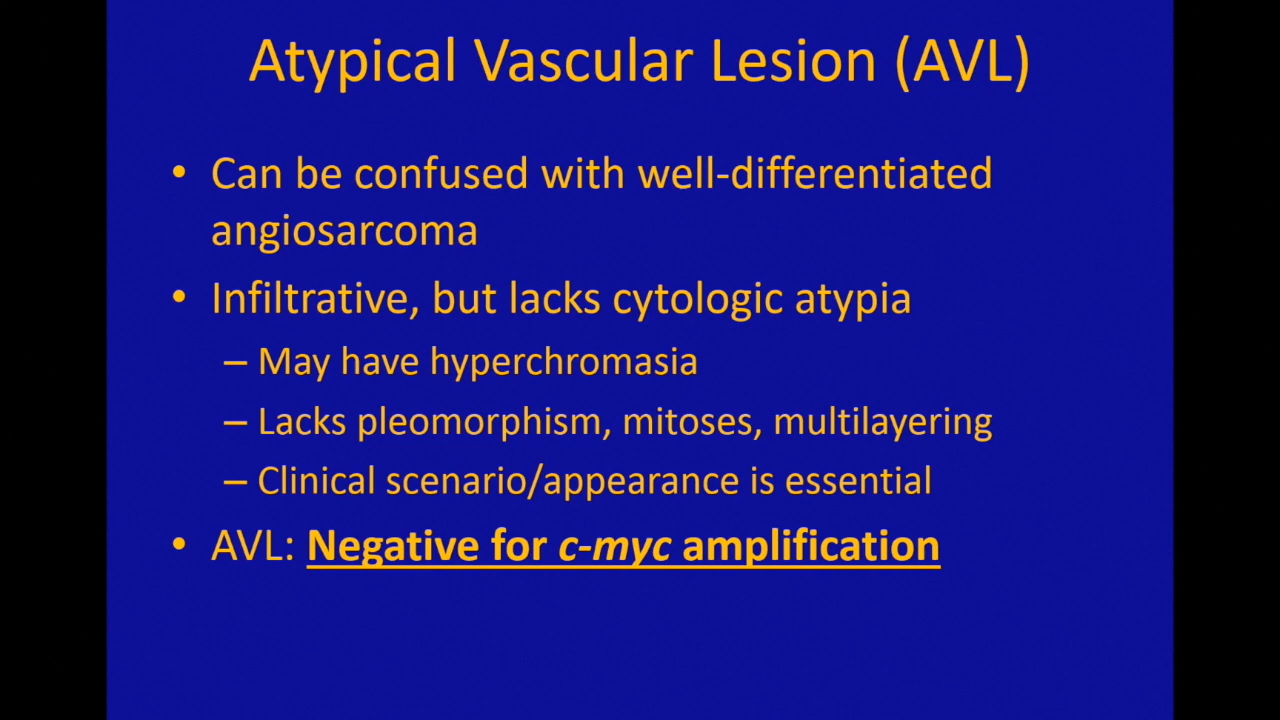 Atypical Vascular Lesion (AVL)
• Can be confused with well-differentiated
angiosarcoma
• Infiltrative, but lacks cytologic atypia
– May have hyperchromasia
– Lacks pleomorphism, mitoses, multilayering
– Clinical scenario/appearance is essential
• AVL: Negative for c-myc amplification